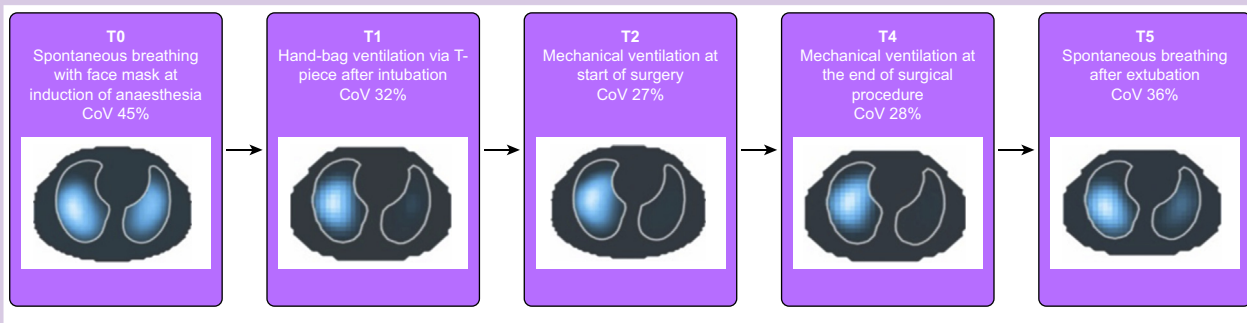 T0
Spontaneous breathing
with face mask at
induction of anaesthesia
CoV 45%
T1
Hand-bag ventilation via T-
piece after intubation
CoV 32%
T2
Mechanical ventilation at
start of surgery
CoV 27%
T4
Mechanical ventilation at
the end of surgical
procedure
CoV 28%
T5
Spontaneous breathing
after extubation
CoV 36%